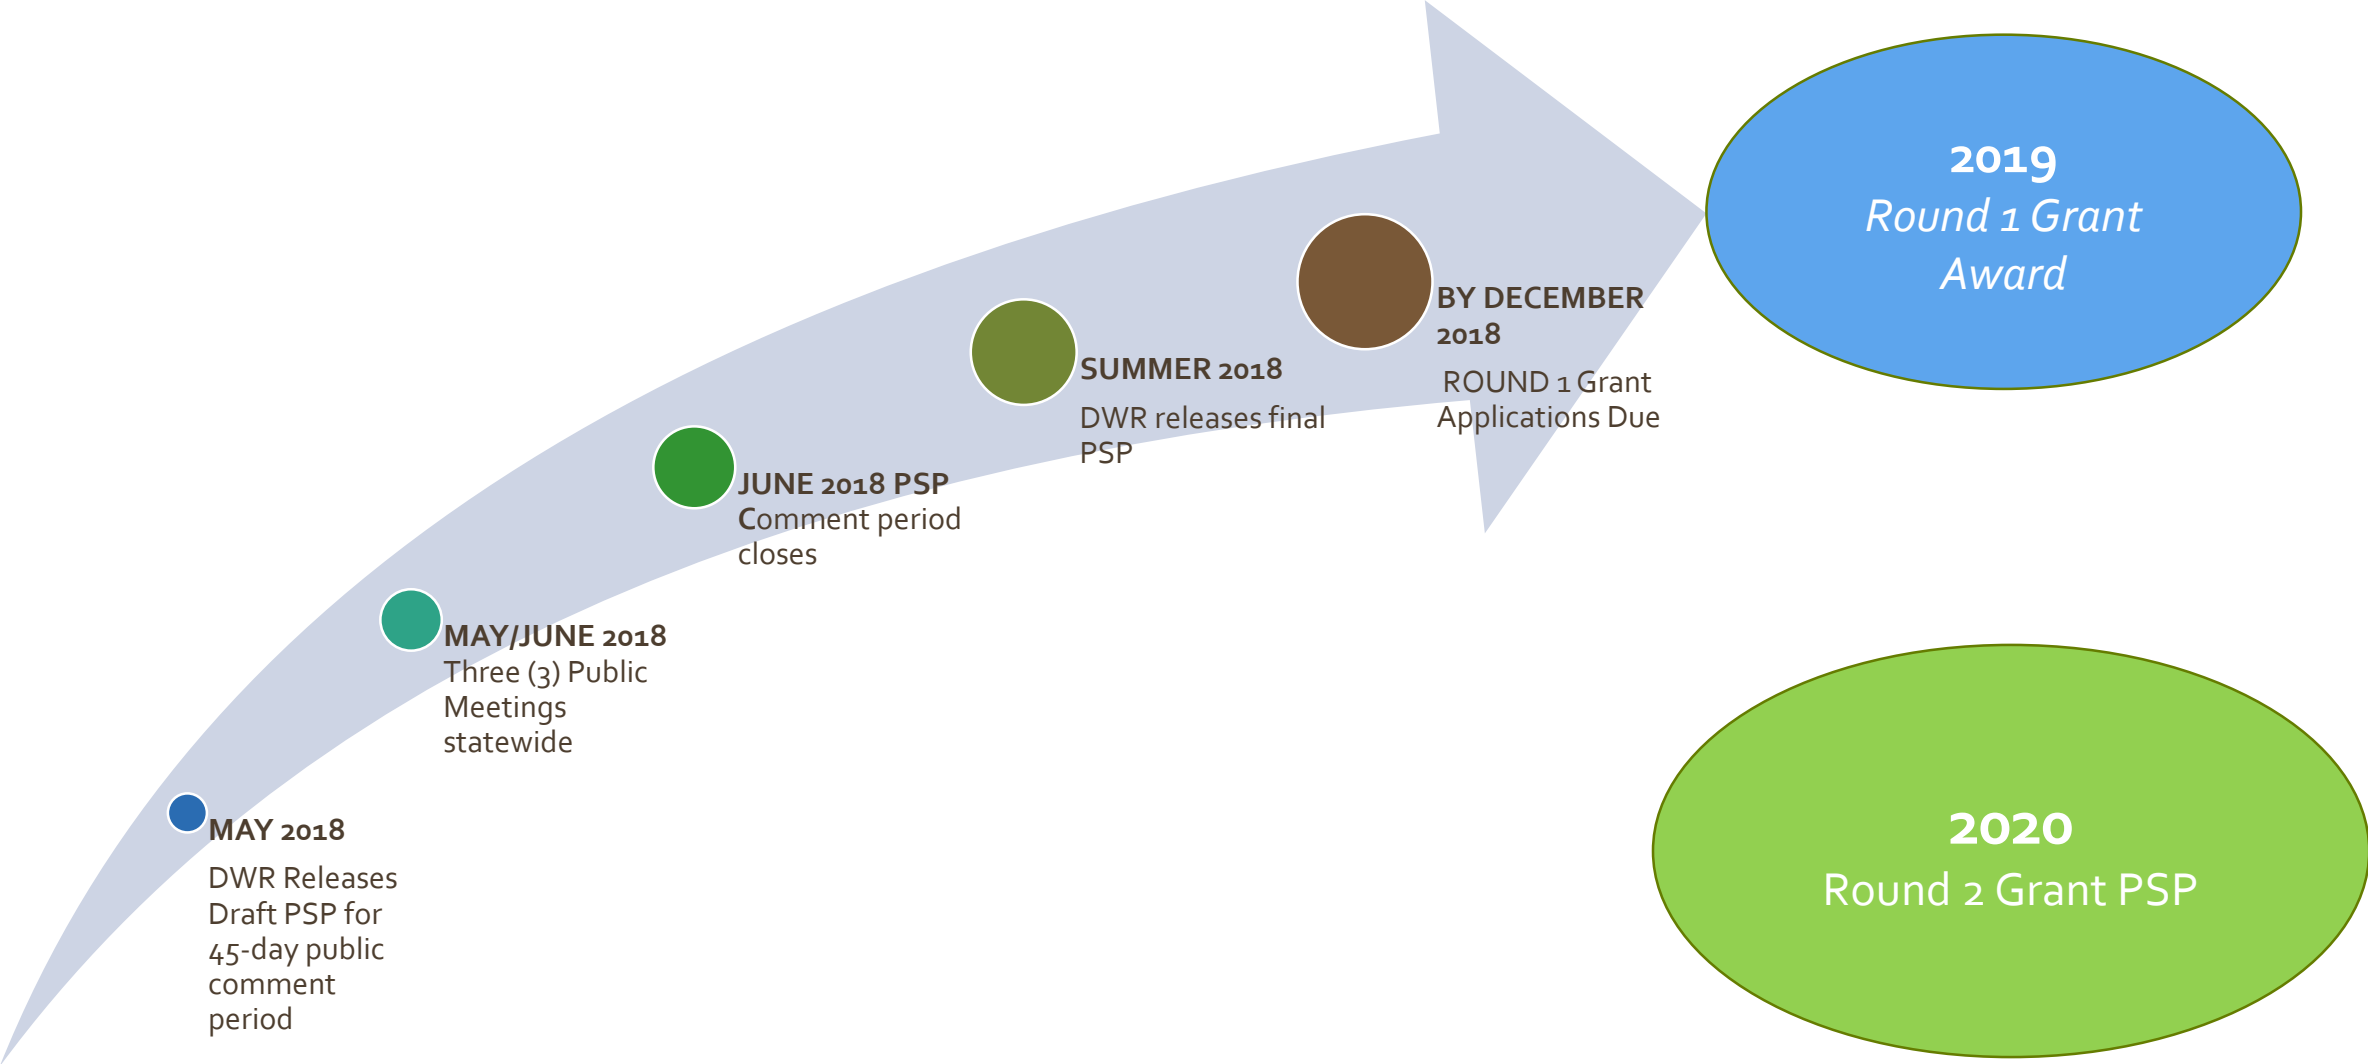 MAY 2018
DWR Releases
Draft PSP for
45-day public
comment
period
MAY/JUNE 2018
Three (3) Public
Meetings
statewide
JUNE 2018 PSP
Comment period
closes
SUMMER 2018
DWR releases final
PSP
BY DECEMBER
2018
ROUND 1 Grant
Applications Due
2019
Round 1 Grant
Award
2020
Round 2 Grant PSP